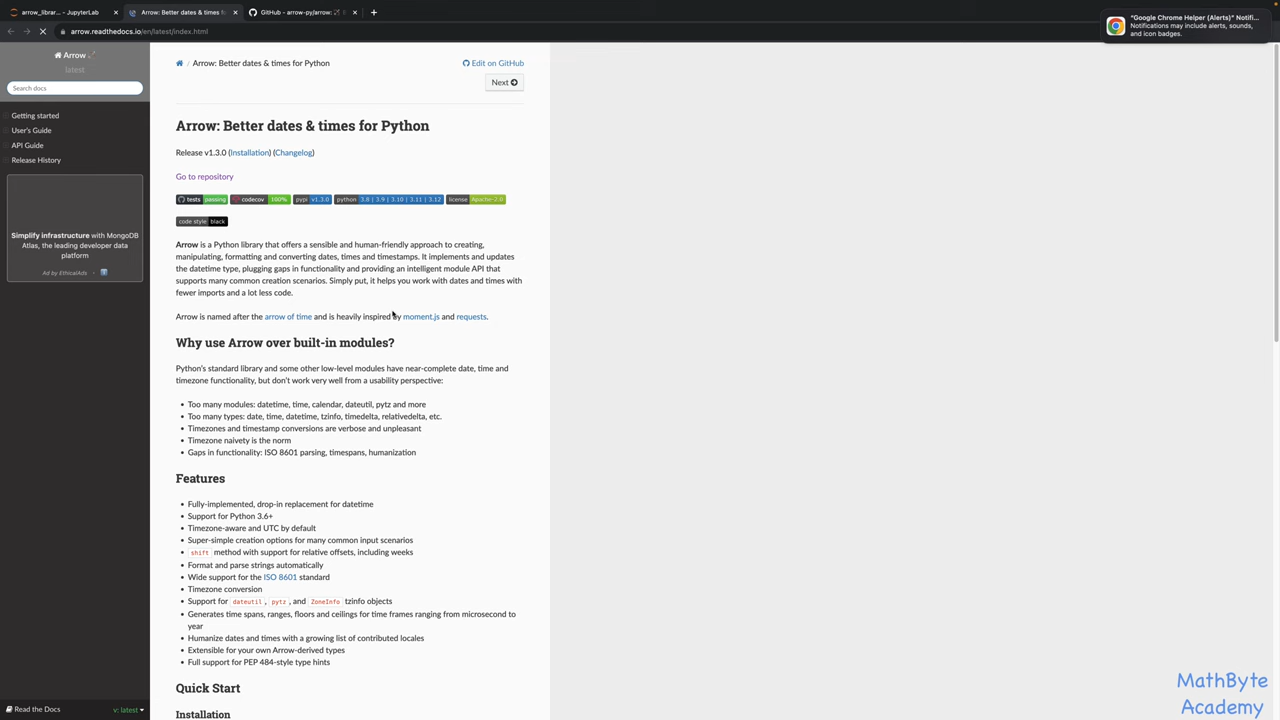 arrow_librar... - JupyterLab
Arrow: Better dates & times fo
GitHub - arrow-py/arrow:
arrow.readthedocs.io/en/latest/index.html
"Google Chrome Helper (Alerts)" Notifi...
Notifications may include alerts, sounds,
and icon badges.
Arrow
latest
Search docs
Getting started
User's Guide
API Guide
Release History
Simplify infrastructure with MongoDB
Atlas, the leading developer data
platform
Ad by EthicalAds
Read the Docs
v: latest
/ Arrow: Better dates & times for Python
Edit on GitHub
Next
Arrow: Better dates & times for Python
Release v1.3.0 (Installation) (Changelog)
Go to repository
tests passing codecov 100% pypi v1.3.0 python 3.8 | 3.9 | 3.10 | 3.11 | 3.12 license Apache-2.0
code style black
Arrow is a Python library that offers a sensible and human-friendly approach to creating,
manipulating, formatting and converting dates, times and timestamps. It implements and updates
the datetime type, plugging gaps in functionality and providing an intelligent module API that
supports many common creation scenarios. Simply put, it helps you work with dates and times with
fewer imports and a lot less code.
Arrow is named after the arrow of time and is heavily inspired by moment.js and requests.
Why use Arrow over built-in modules?
Python's standard library and some other low-level modules have near-complete date, time and
timezone functionality, but don't work very well from a usability perspective:
• Too many modules: datetime, time, calendar, dateutil, pytz and more
• Too many types: date, time, datetime, tzinfo, timedelta, relativedelta, etc.
• Timezones and timestamp conversions are verbose and unpleasant
• Timezone naivety is the norm
• Gaps in functionality: ISO 8601 parsing, timespans, humanization
Features
• Fully-implemented, drop-in replacement for datetime
• Support for Python 3.6+
• Timezone-aware and UTC by default
• Super-simple creation options for many common input scenarios
• shift method with support for relative offsets, including weeks
• Format and parse strings automatically
• Wide support for the ISO 8601 standard
• Timezone conversion
• Support for dateutil, pytz, and ZoneInfo tzinfo objects
• Generates time spans, ranges, floors and ceilings for time frames ranging from microsecond to
year
• Humanize dates and times with a growing list of contributed locales
• Extensible for your own Arrow-derived types
• Full support for PEP 484-style type hints
Quick Start
Installation
MathByte
Academy